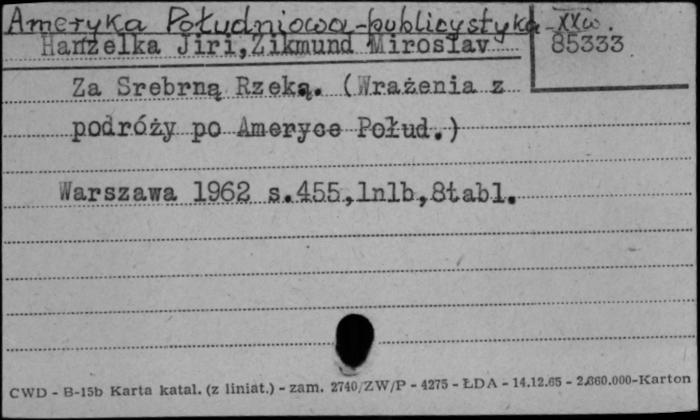 Ameryka Południowa-publicystyka-XXw.
Hanzelka Jiri,Zikmund Miroslav 85333
Za Srebrną Rzeką. (Wrażenia z
podróży po Ameryce Połud.)
Warszawa 1962 s.455,1nlb,8tabl.
CWD - B-15b Karta katal. (z liniat.) - zam. 2740/ZW/P - 4275 - ŁDA - 14.12.65 - 2.860.000-Karton